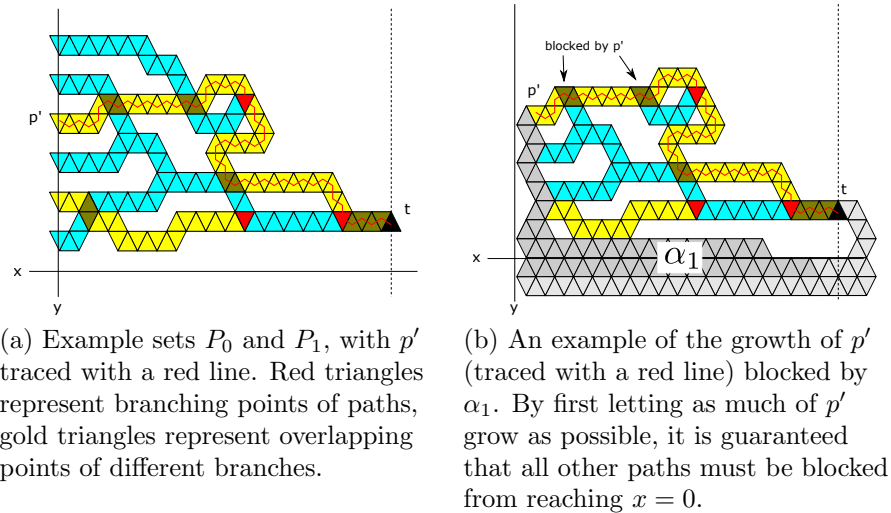 p'
t
x
y
blocked by p'
p'
t
x
α₁
y
(a) Example sets P₀ and P₁, with p′
traced with a red line. Red triangles
represent branching points of paths,
gold triangles represent overlapping
points of different branches.
(b) An example of the growth of p′
(traced with a red line) blocked by
α₁. By first letting as much of p′
grow as possible, it is guaranteed
that all other paths must be blocked
from reaching x = 0.